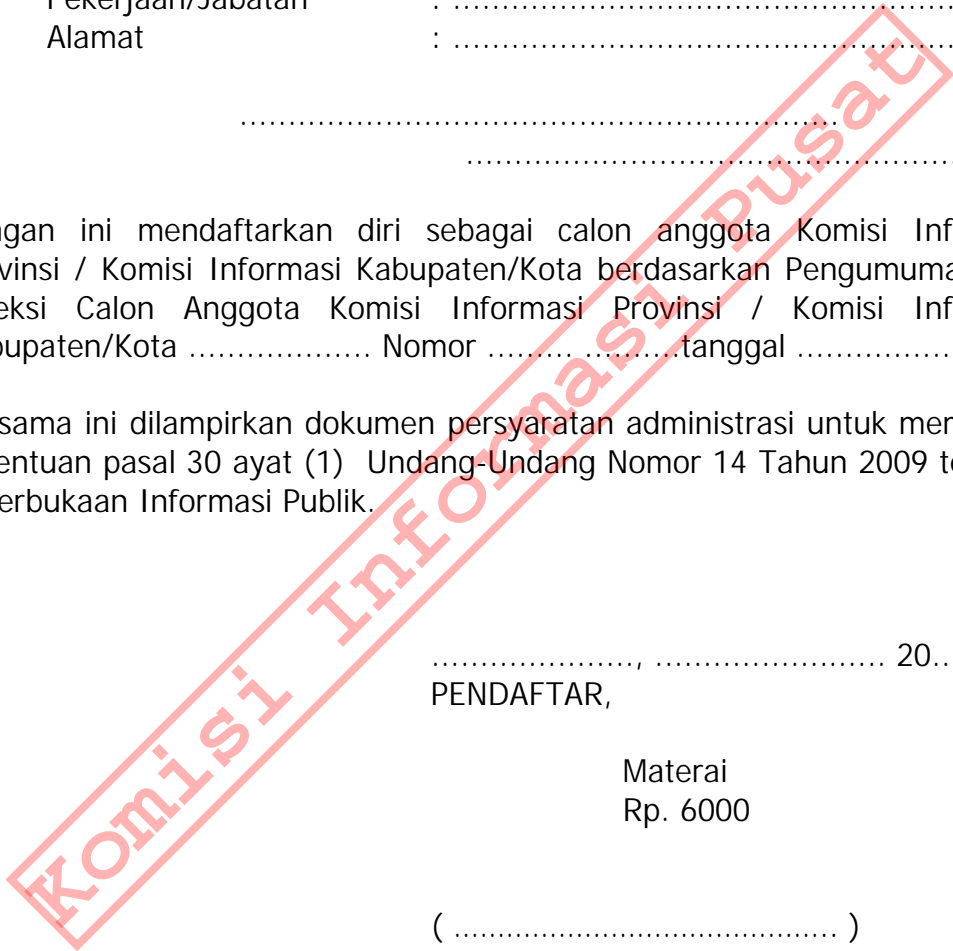 Pekerjaan/Jabatan : ..................................................
Alamat : ..................................................
..............................................................
..................................................
ngan ini mendaftarkan diri sebagai calon anggota Komisi Inf
vinsi / Komisi Informasi Kabupaten/Kota berdasarkan Pengumuma
eksi Calon Anggota Komisi Informasi Provinsi / Komisi Inf
bupaten/Kota ................... Nomor ......... ..........tanggal ................
sama ini dilampirkan dokumen persyaratan administrasi untuk mer
entuan pasal 30 ayat (1) Undang-Undang Nomor 14 Tahun 2009 te
erbukaan Informasi Publik.
....................., ........................ 20..
PENDAFTAR,
Materai
Rp. 6000
( ........................................ )
Komisi Informasi Pusat